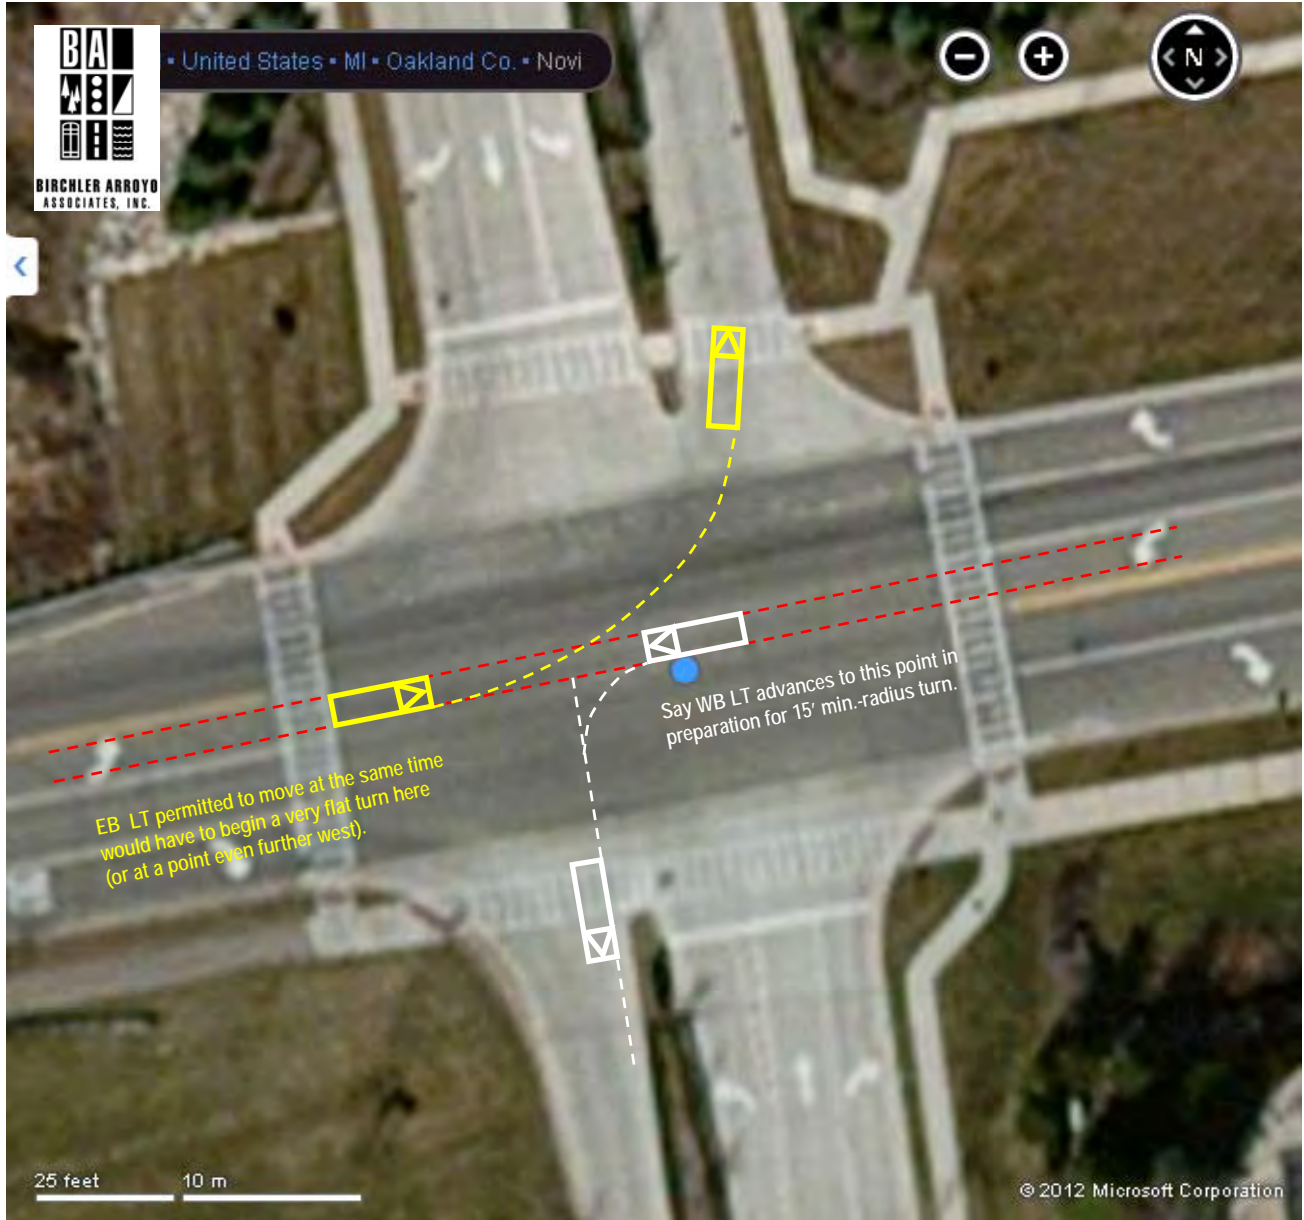 BA
BIRCHLER ARROYO
ASSOCIATES, INC.
• United States • MI • Oakland Co. • Novi
N
Say WB LT advances to this point in
preparation for 15' min.-radius turn.
EB LT permitted to move at the same time
would have to begin a very flat turn here
(or at a point even further west).
25 feet
10 m
© 2012 Microsoft Corporation